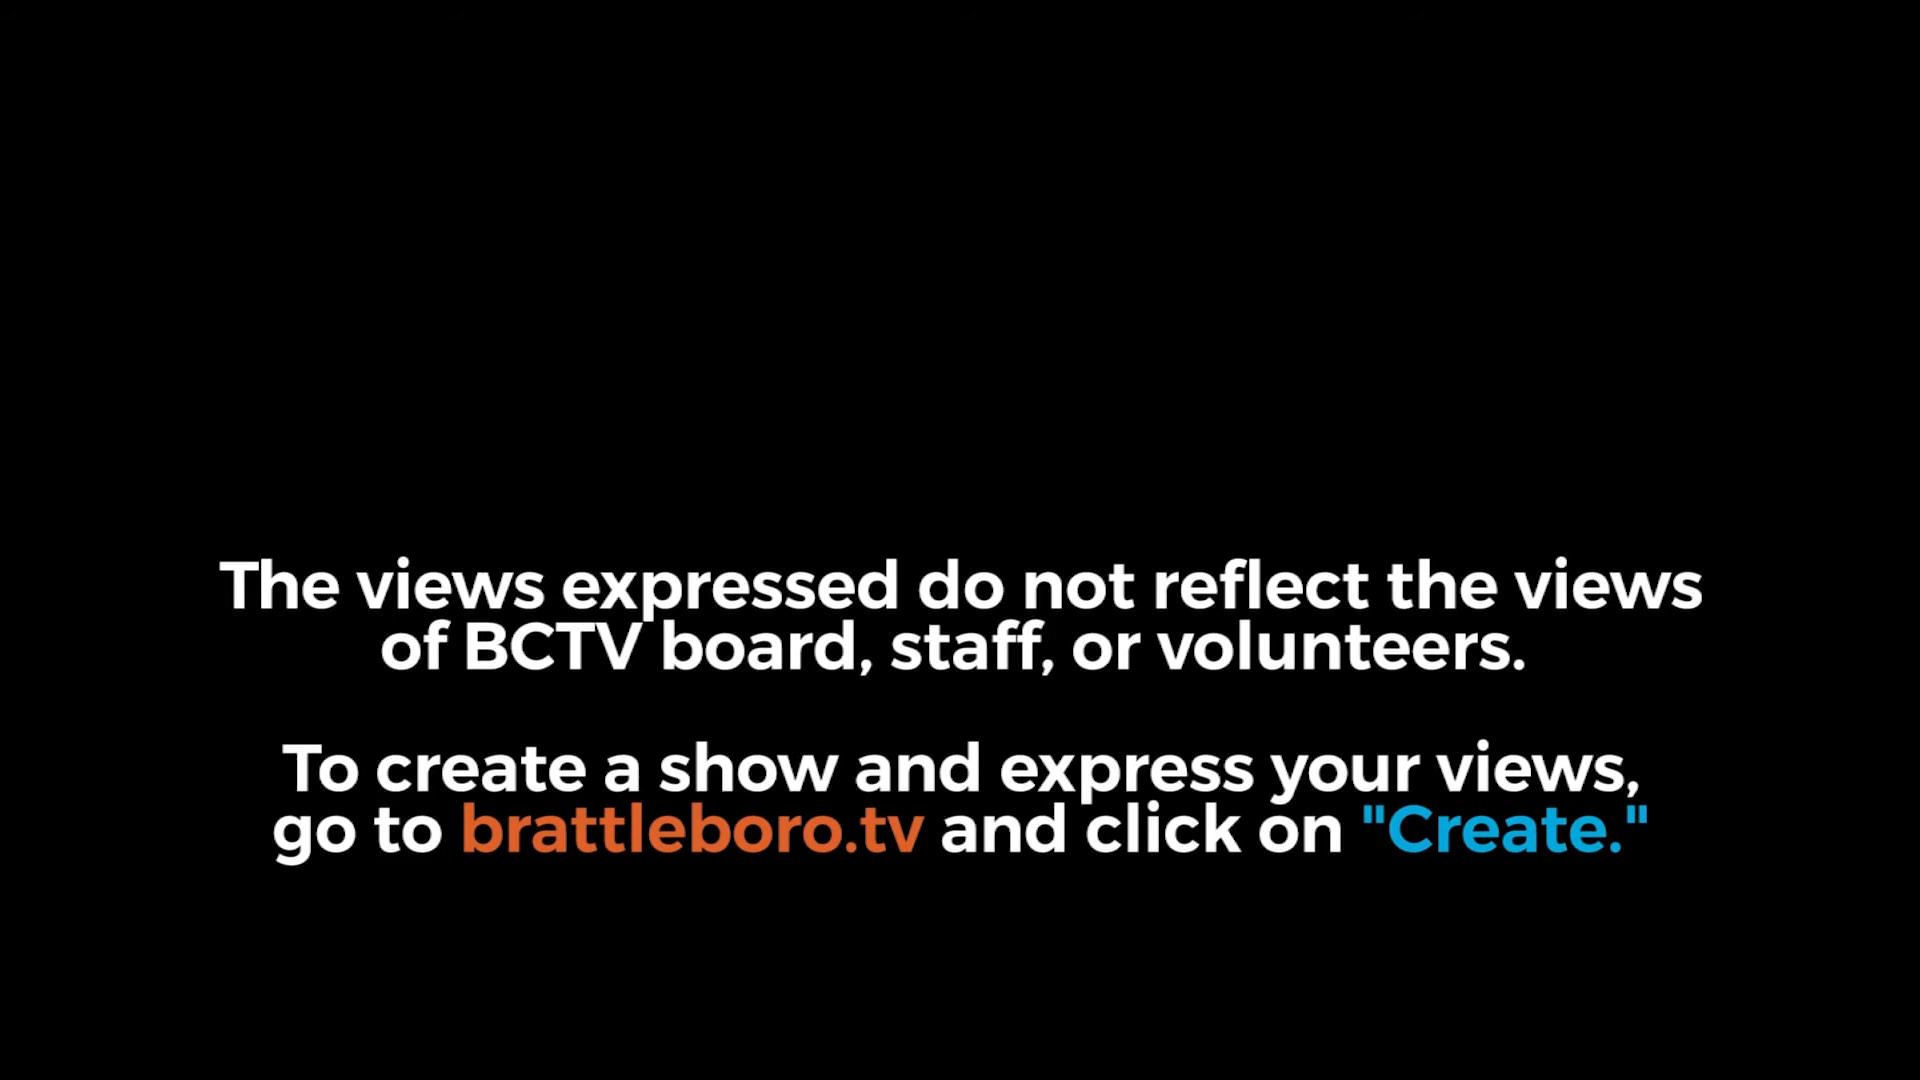 The views expressed do not reflect the views
of BCTV board, staff, or volunteers.
To create a show and express your views,
go to brattleboro.tv and click on "Create."